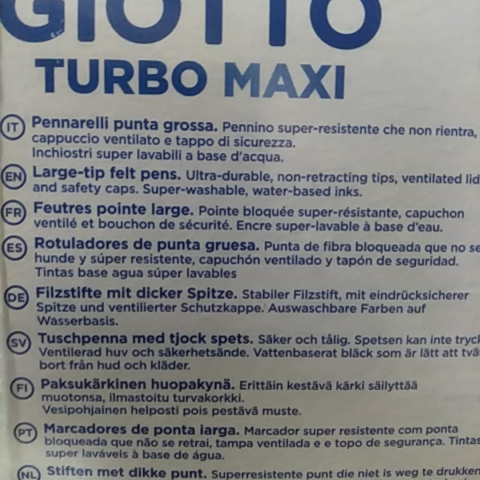 GIOTTO
TURBO MAXI
IT Pennarelli punta grossa. Pennino super-resistente che non rientra,
cappuccio ventilato e tappo di sicurezza.
Inchiostri super lavabili a base d'acqua.
EN Large-tip felt pens. Ultra-durable, non-retracting tips, ventilated lid
and safety caps. Super-washable, water-based inks.
FR Feutres pointe large. Pointe bloquée super-résistante, capuchon
ventilé et bouchon de sécurité. Encre super-lavable à base d'eau.
ES Rotuladores de punta gruesa. Punta de fibra bloqueada que no se
hunde y súper resistente, capuchón ventilado y tapón de seguridad.
Tintas base agua súper lavables
DE Filzstifte mit dicker Spitze. Stabiler Filzstift, mit eindrücksicherer
Spitze und ventilierter Schutzkappe. Auswaschbare Farben auf
Wasserbasis.
SV Tuschpenna med tjock spets. Säker och tålig. Spetsen kan inte tryck
Ventilerad huv och säkerhetsände. Vattenbaserat bläck som är lätt att tvä
bort från hud och kläder.
FI Paksukärkinen huopakynä. Erittäin kestävä kärki säilyttää
muotonsa, ilmastoitu turvakorkki.
Vesipohjainen helposti pois pestävä muste.
PT Marcadores de ponta larga. Marcador super resistente com ponta
bloqueada que não se retrai, tampa ventilada e e topo de segurança. Tintas
super laváveis à base de água.
NL Stiften met dikke punt. Superresistente punt die niet is weg te drukken